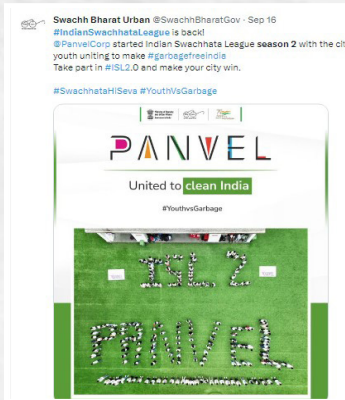 Swachh Bharat Urban @SwachhBharatGov · Sep 16
#IndianSwachhataLeague is back!
@PanvelCorp started Indian Swachhata League season 2 with the cit
youth uniting to make #garbagefreeindia
Take part in #ISL2.0 and make your city win.
#SwachhataHiSeva #YouthVsGarbage
PANVEL
United to clean India
#YouthvsGarbage
ISL 2
PANVEL